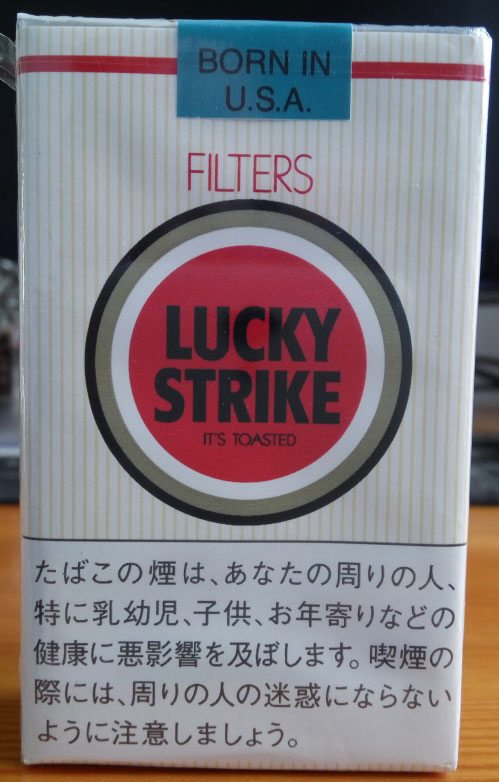 BORN IN
U.S.A.
FILTERS
LUCKY
STRIKE
IT'S TOASTED
たばこの煙は、あなたの周りの人、
特に乳幼児、子供、お年寄りなどの
健康に悪影響を及ぼします。喫煙の
際には、周りの人の迷惑にならない
ように注意しましょう。